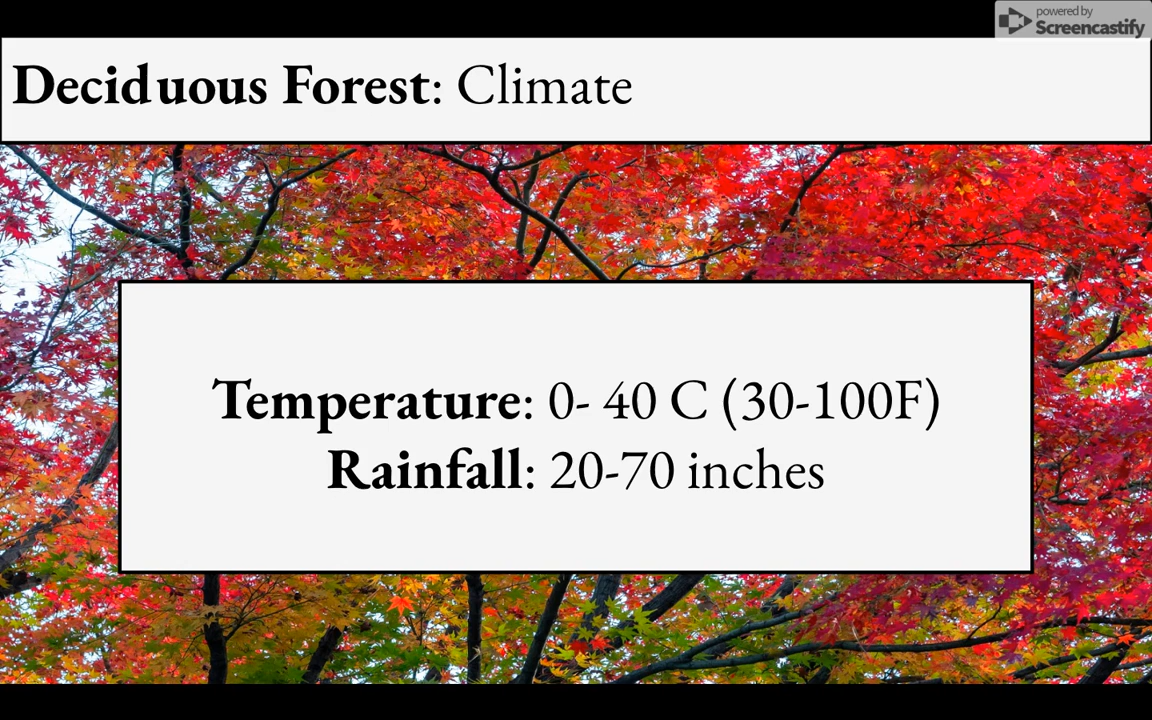 powered by
Screencastify
Deciduous Forest: Climate
Temperature: 0- 40 C (30-100F)
Rainfall: 20-70 inches